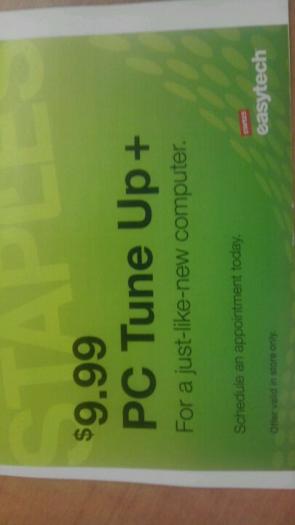 STAPLES
$9.99
PC Tune Up+
For a just-like-new computer.
Schedule an appointment today.
Offer valid in store only.
STAPLES
easytech